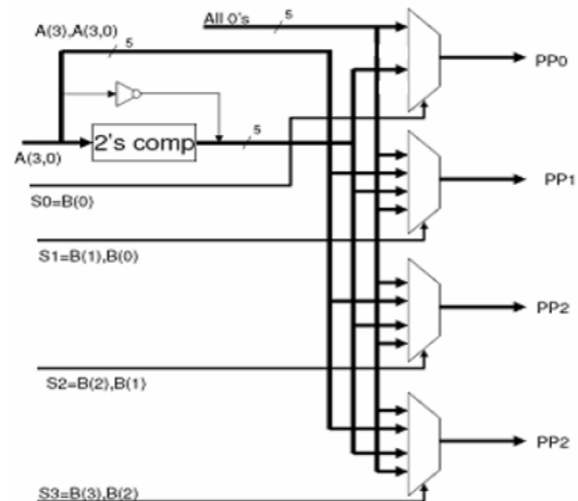 All 0's
5
A(3),A(3,0)
5
PP0
2's comp
5
A(3,0)
S0=B(0)
PP1
S1=B(1),B(0)
PP2
S2=B(2),B(1)
PP2
S3=B(3),B(2)